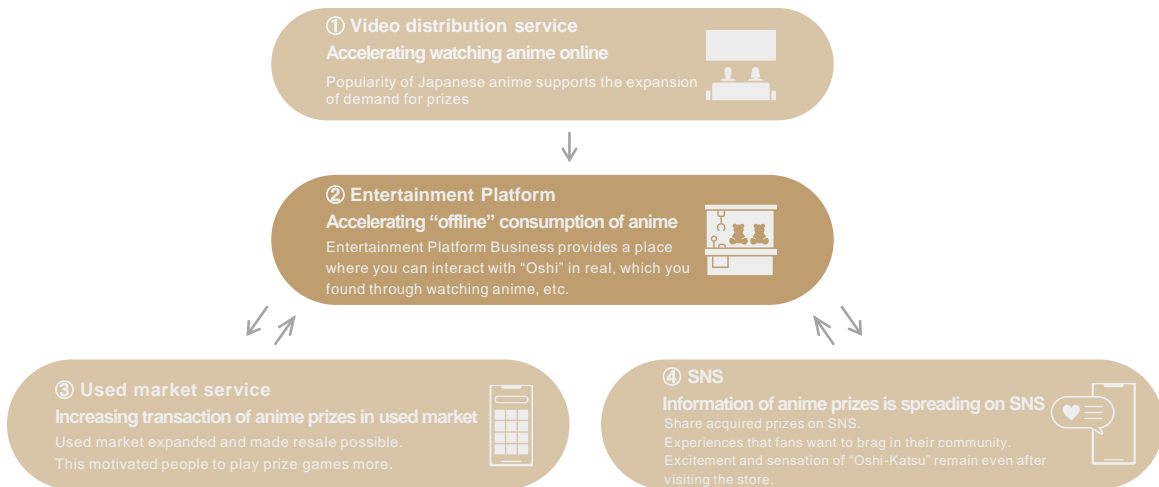 ① Video distribution service
Accelerating watching anime online
Popularity of Japanese anime supports the expansion
of demand for prizes
② Entertainment Platform
Accelerating “offline” consumption of anime
Entertainment Platform Business provides a place
where you can interact with “Oshi” in real, which you
found through watching anime, etc.
③ Used market service
Increasing transaction of anime prizes in used market
Used market expanded and made resale possible.
This motivated people to play prize games more.
④ SNS
Information of anime prizes is spreading on SNS
Share acquired prizes on SNS.
Experiences that fans want to brag in their community.
Excitement and sensation of “Oshi-Katsu” remain even after
visiting the store.